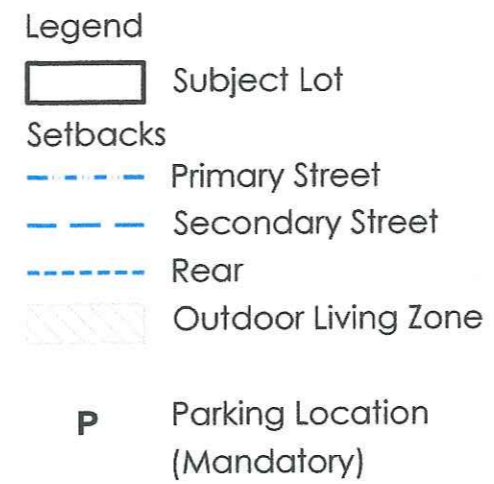 Legend
Subject Lot
Setbacks
Primary Street
Secondary Street
Rear
Outdoor Living Zone
P Parking Location
(Mandatory)